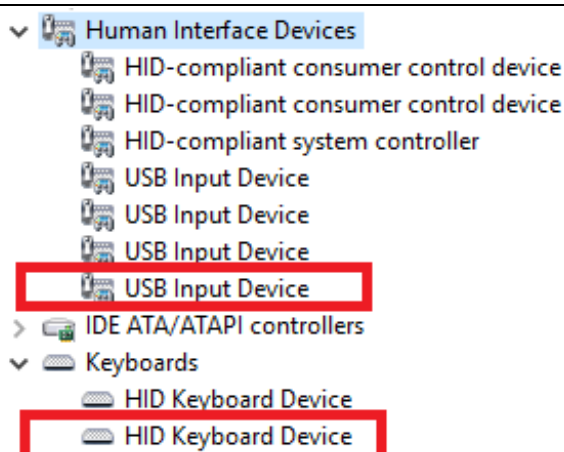 Human Interface Devices
HID-compliant consumer control device
HID-compliant consumer control device
HID-compliant system controller
USB Input Device
USB Input Device
USB Input Device
USB Input Device
IDE ATA/ATAPI controllers
Keyboards
HID Keyboard Device
HID Keyboard Device